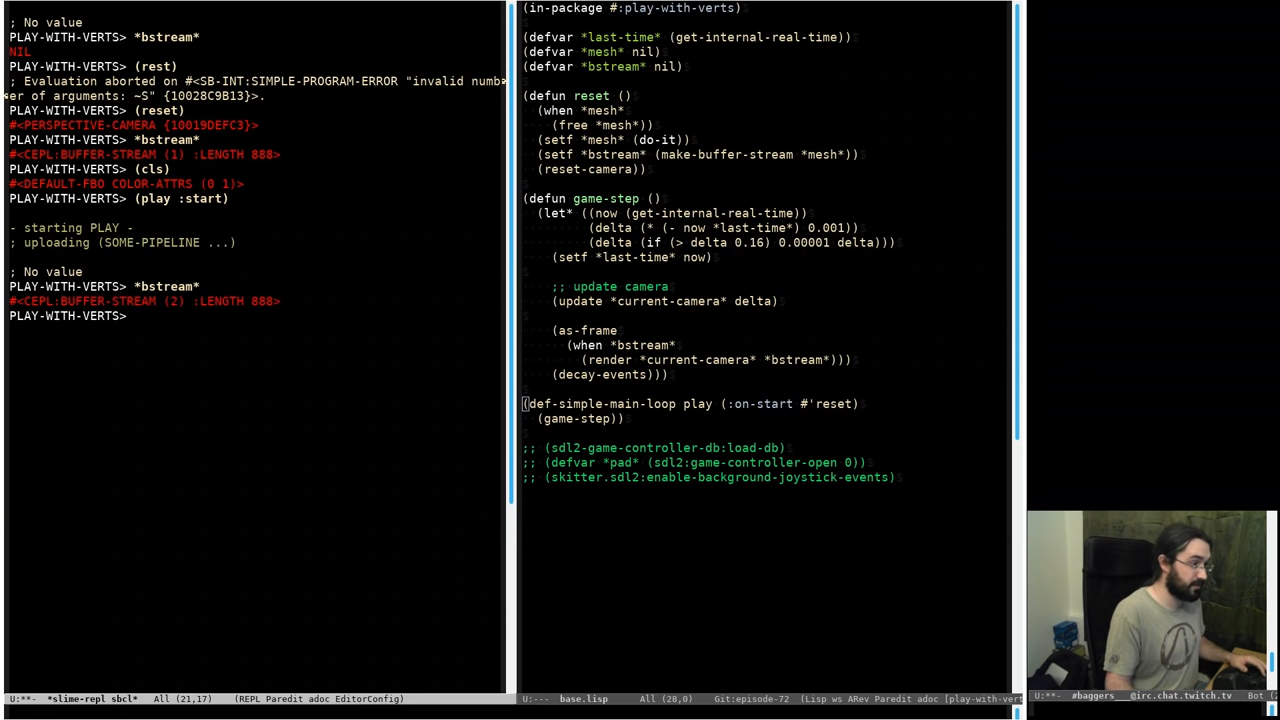 ; No value
PLAY-WITH-VERTS> *bstream*
NIL
PLAY-WITH-VERTS> (rest)
; Evaluation aborted on #<SB-INT:SIMPLE-PROGRAM-ERROR "invalid numb
er of arguments: ~S" {10028C9B13}>.
PLAY-WITH-VERTS> (reset)
#<PERSPECTIVE-CAMERA {10019DEFC3}>
PLAY-WITH-VERTS> *bstream*
#<CEPL:BUFFER-STREAM (1) :LENGTH 888>
PLAY-WITH-VERTS> (cls)
#<DEFAULT-FBO COLOR-ATTRS (0 1)>
PLAY-WITH-VERTS> (play :start)
- starting PLAY -
; uploading (SOME-PIPELINE ...)
; No value
PLAY-WITH-VERTS> *bstream*
#<CEPL:BUFFER-STREAM (2) :LENGTH 888>
PLAY-WITH-VERTS>
U:**- *slime-repl sbcl* All (21,17) (REPL Paredit adoc EditorConfig)
(in-package #:play-with-verts)
(defvar *last-time* (get-internal-real-time))
(defvar *mesh* nil)
(defvar *bstream* nil)
(defun reset ()
(when *mesh*
(free *mesh*))
(setf *mesh* (do-it))
(setf *bstream* (make-buffer-stream *mesh*))
(reset-camera))
(defun game-step ()
(let* ((now (get-internal-real-time))
(delta (* (- now *last-time*) 0.001))
(delta (if (> delta 0.16) 0.00001 delta)))
(setf *last-time* now)
;; update camera
(update *current-camera* delta)
(as-frame
(when *bstream*
(render *current-camera* *bstream*)))
(decay-events)))
(def-simple-main-loop play (:on-start #'reset)
(game-step))
;; (sdl2-game-controller-db:load-db)
;; (defvar *pad* (sdl2:game-controller-open 0))
;; (skitter.sdl2:enable-background-joystick-events)
U:--- base.lisp All (28,0) Git:episode-72 (Lisp ws ARev Paredit adoc [play-with-vert
U:**- #baggers___@irc.chat.twitch.tv Bot (2